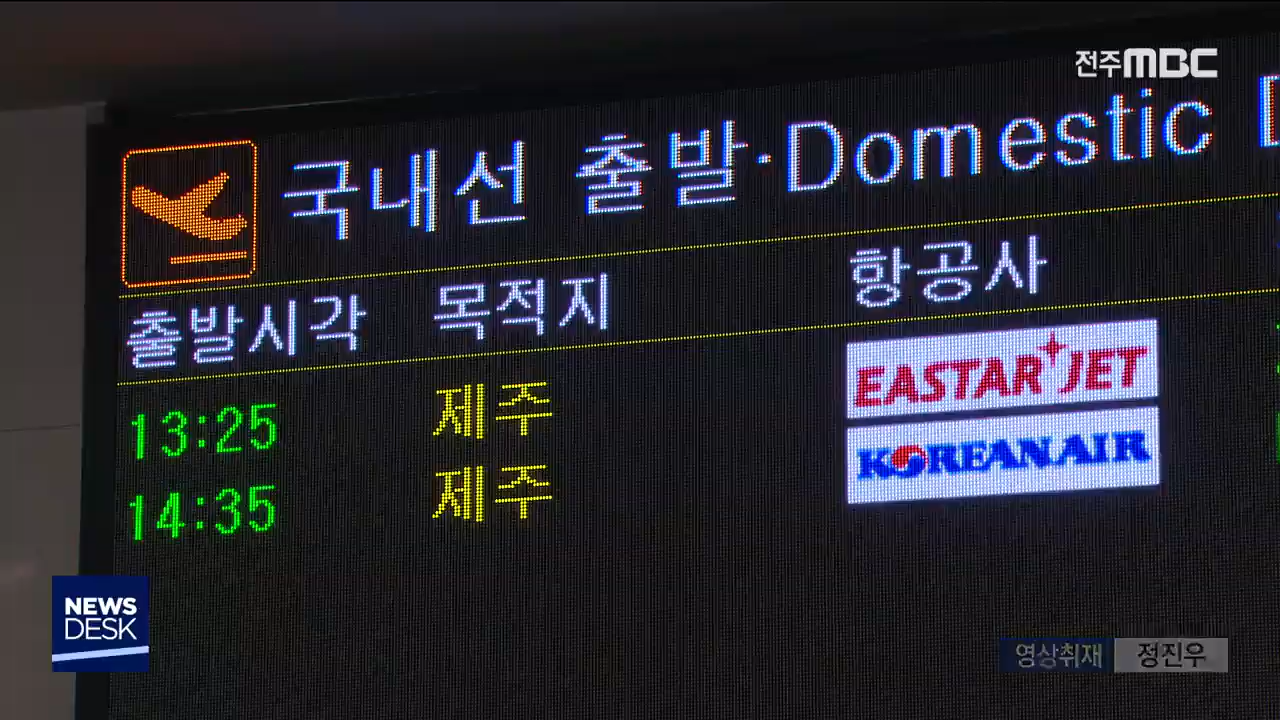 전주MBC
국내선 출발·Domestic
출발시각 목적지 항공사
13:25 제주 EASTAR JET
14:35 제주 KOREAN AIR
NEWS
DESK
영상취재 정진우